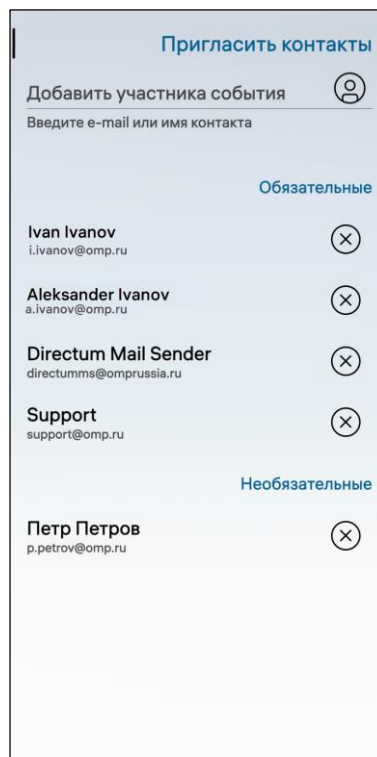 Пригласить контакты
Добавить участника события
Введите e-mail или имя контакта
Обязательные
Ivan Ivanov
i.ivanov@omp.ru
Aleksander Ivanov
a.ivanov@omp.ru
Directum Mail Sender
directumms@omprussia.ru
Support
support@omp.ru
Необязательные
Петр Петров
p.petrov@omp.ru